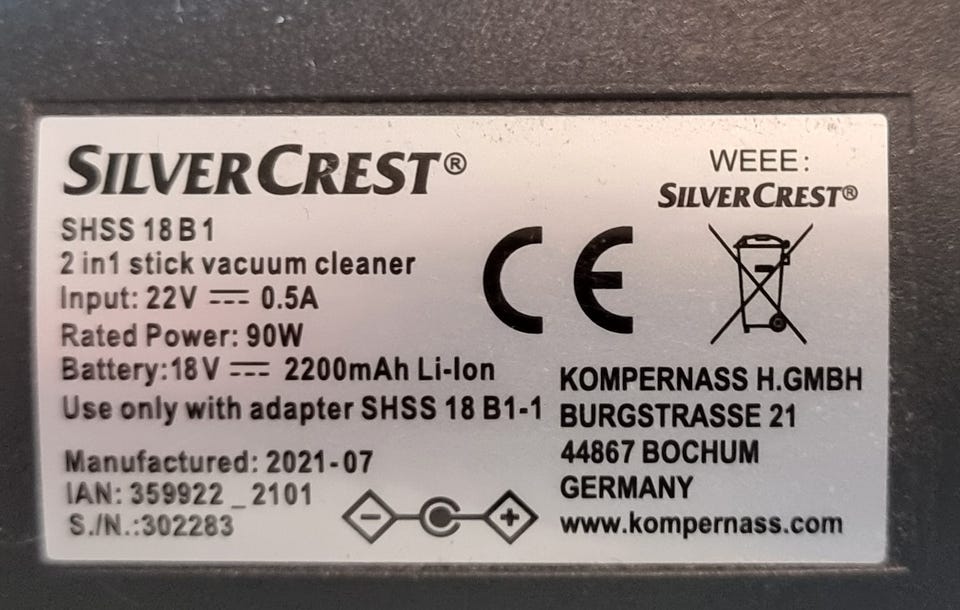 SILVERCREST®
SHSS 18 B 1
2 in1 stick vacuum cleaner
Input: 22V ⎓ 0.5A
Rated Power: 90W
Battery:18V ⎓ 2200mAh Li-Ion
Use only with adapter SHSS 18 B1-1
Manufactured: 2021-07
IAN: 359922 _ 2101
S./N.:302283
CE
WEEE:
SILVERCREST®
KOMPERNASS H.GMBH
BURGSTRASSE 21
44867 BOCHUM
GERMANY
www.kompernass.com